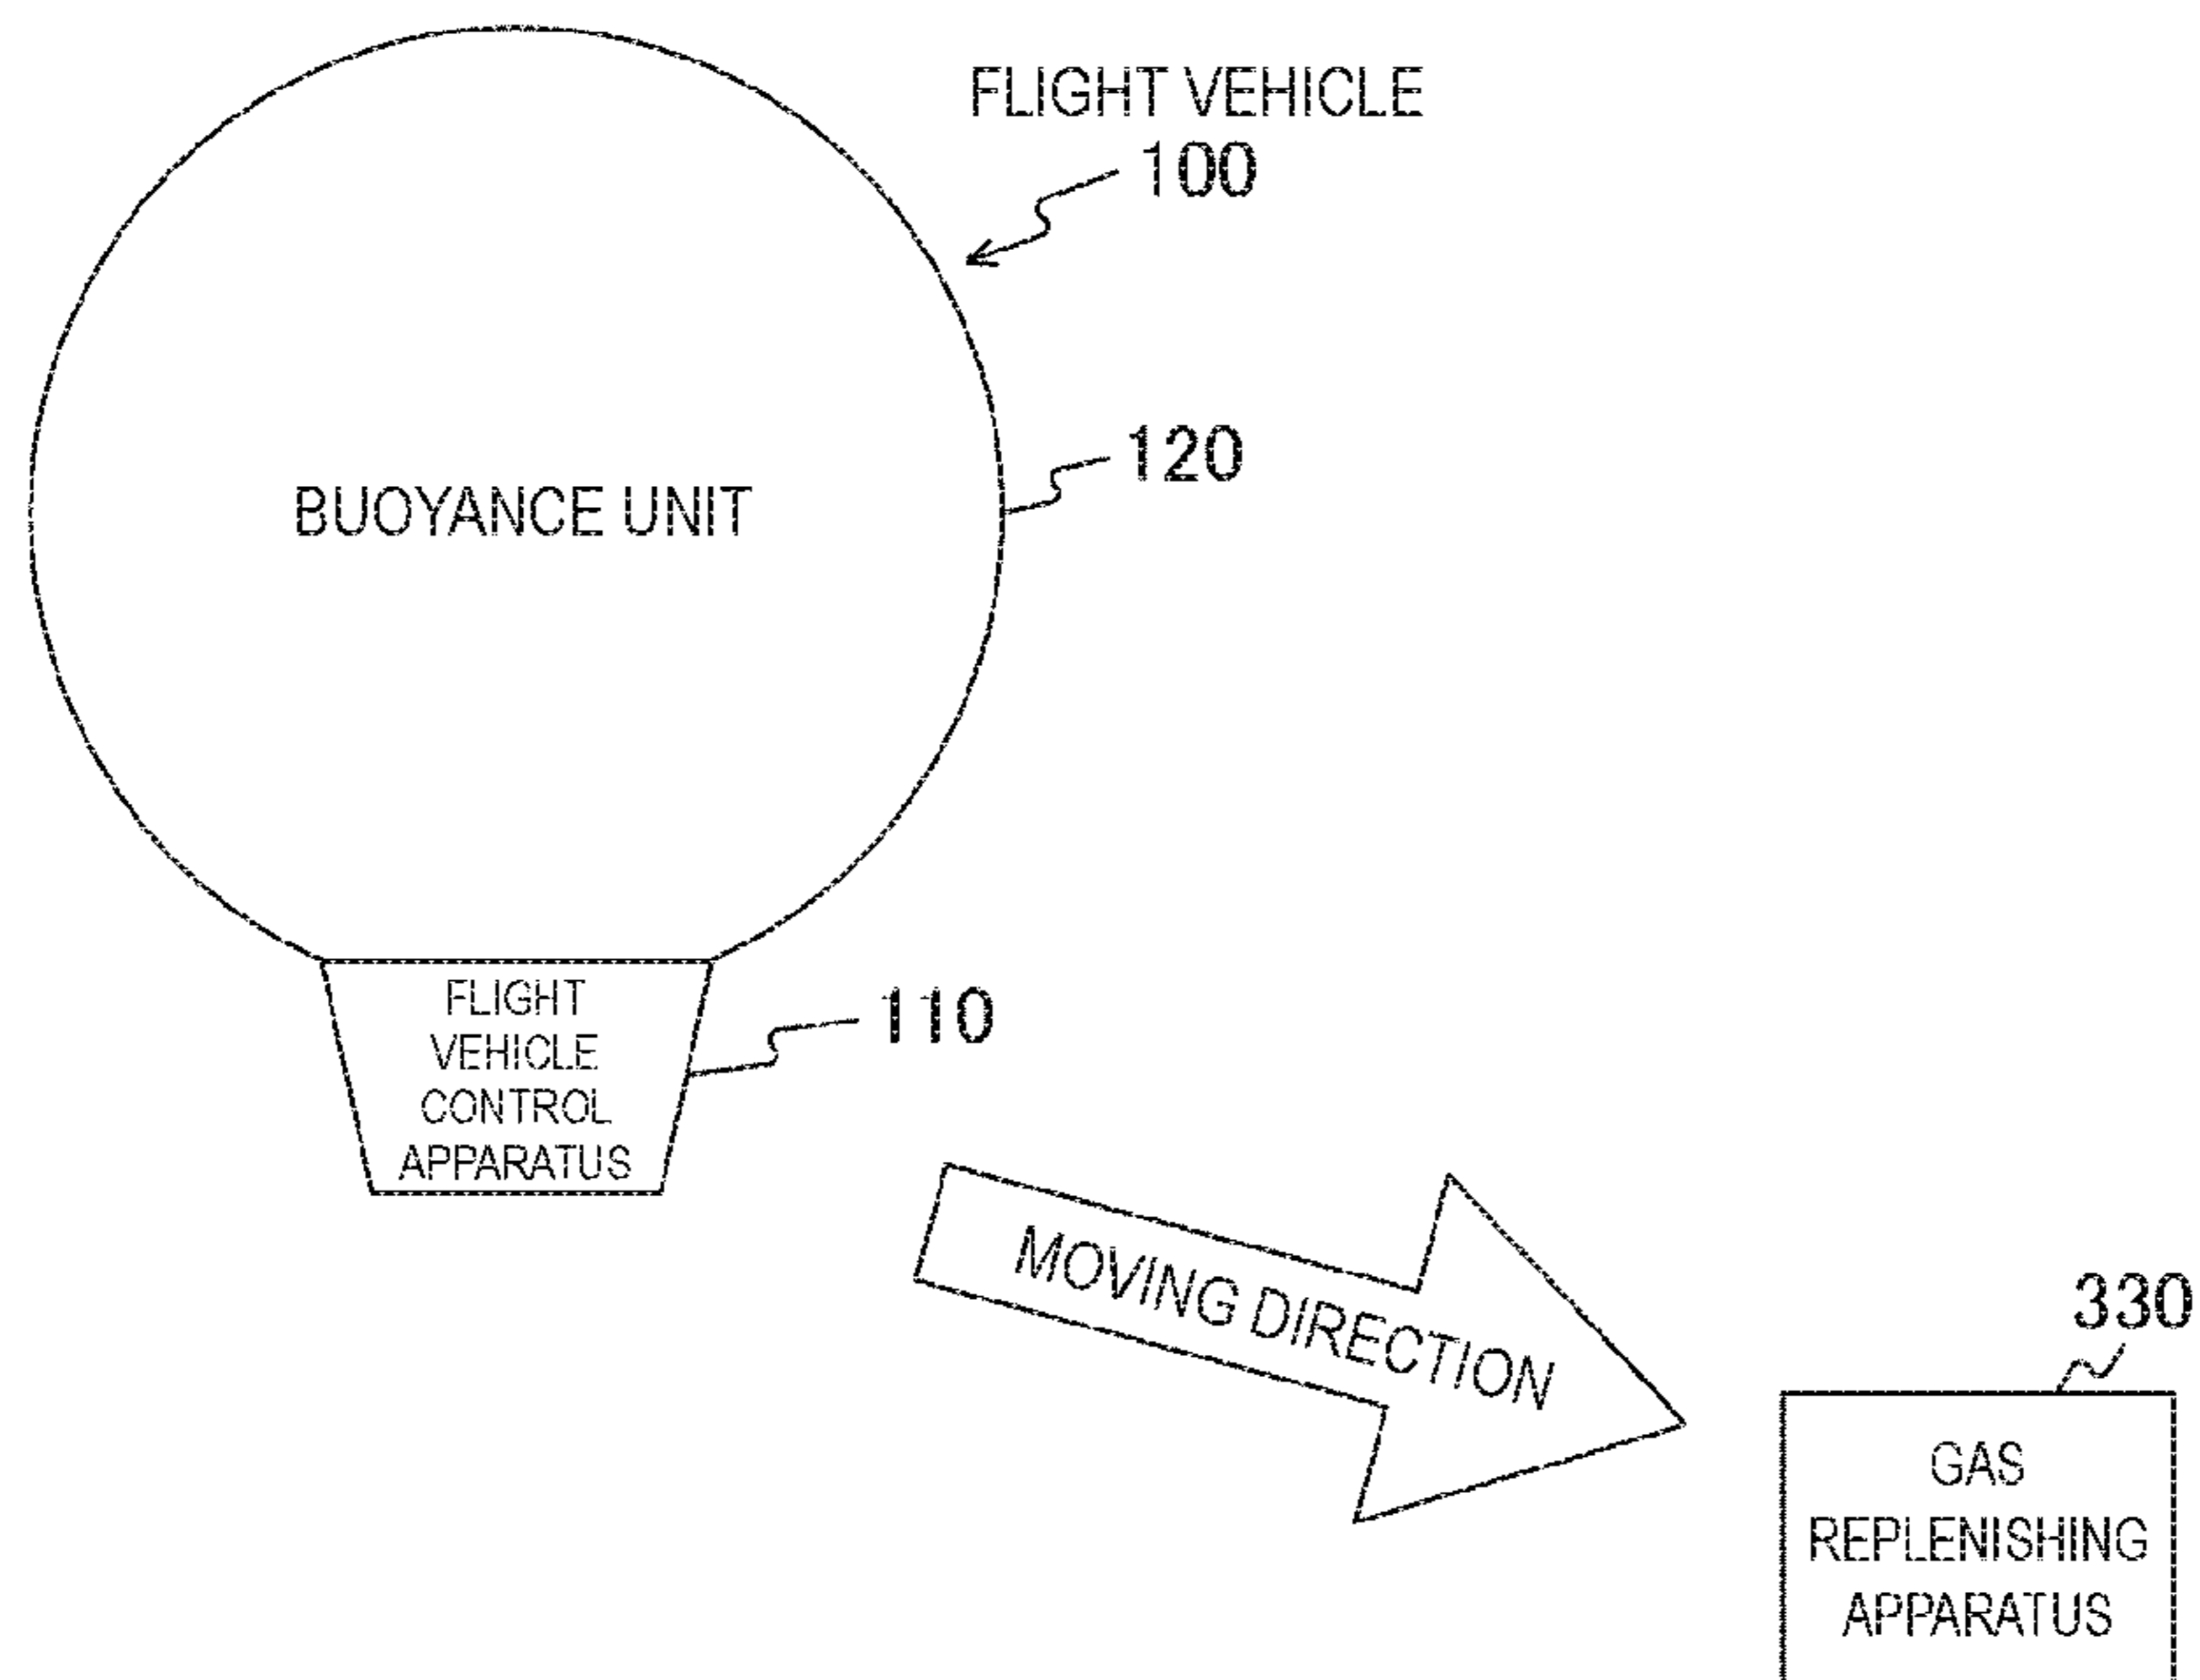 FLIGHT VEHICLE
100
120
BUOYANCE UNIT
FLIGHT
VEHICLE
CONTROL
APPARATUS
110
MOVING DIRECTION
330
GAS
REPLENISHING
APPARATUS